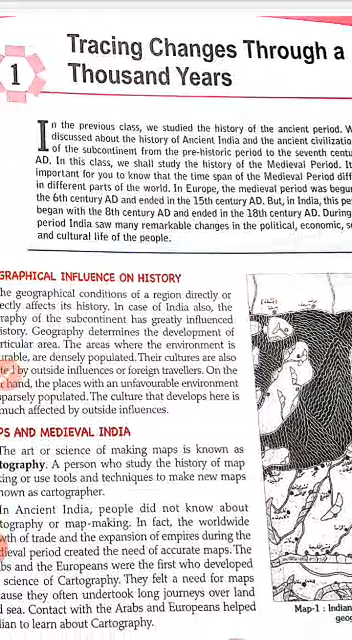 1
Tracing Changes Through a
Thousand Years
In the previous class, we studied the history of the ancient period. W
discussed about the history of Ancient India and the ancient civilizatio
of the subcontinent from the pre-historic period to the seventh centu
AD. In this class, we shall study the history of the Medieval Period. It
important for you to know that the time span of the Medieval Period diff
in different parts of the world. In Europe, the medieval period was begun
the 6th century AD and ended in the 15th century AD. But, in India, this pe
began with the 8th century AD and ended in the 18th century AD. During
period India saw many remarkable changes in the political, economic, s
and cultural life of the people.
GRAPHICAL INFLUENCE ON HISTORY
he geographical conditions of a region directly or
ectly affects its history. In case of India also, the
raphy of the subcontinent has greatly influenced
istory. Geography determines the development of
rticular area. The areas where the environment is
urable, are densely populated. Their cultures are also
by outside influences or foreign travellers. On the
hand, the places with an unfavourable environment
sparsely populated. The culture that develops here is
much affected by outside influences.
PS AND MEDIEVAL INDIA
The art or science of making maps is known as
tography. A person who study the history of map
king or use tools and techniques to make new maps
nown as cartographer.
In Ancient India, people did not know about
tography or map-making. In fact, the worldwide
wth of trade and the expansion of empires during the
dieval period created the need of accurate maps. The
bs and the Europeans were the first who developed
science of Cartography. They felt a need for maps
ause they often undertook long journeys over land
d sea. Contact with the Arabs and Europeans helped
dian to learn about Cartography.
Map-1 : Indian
geog